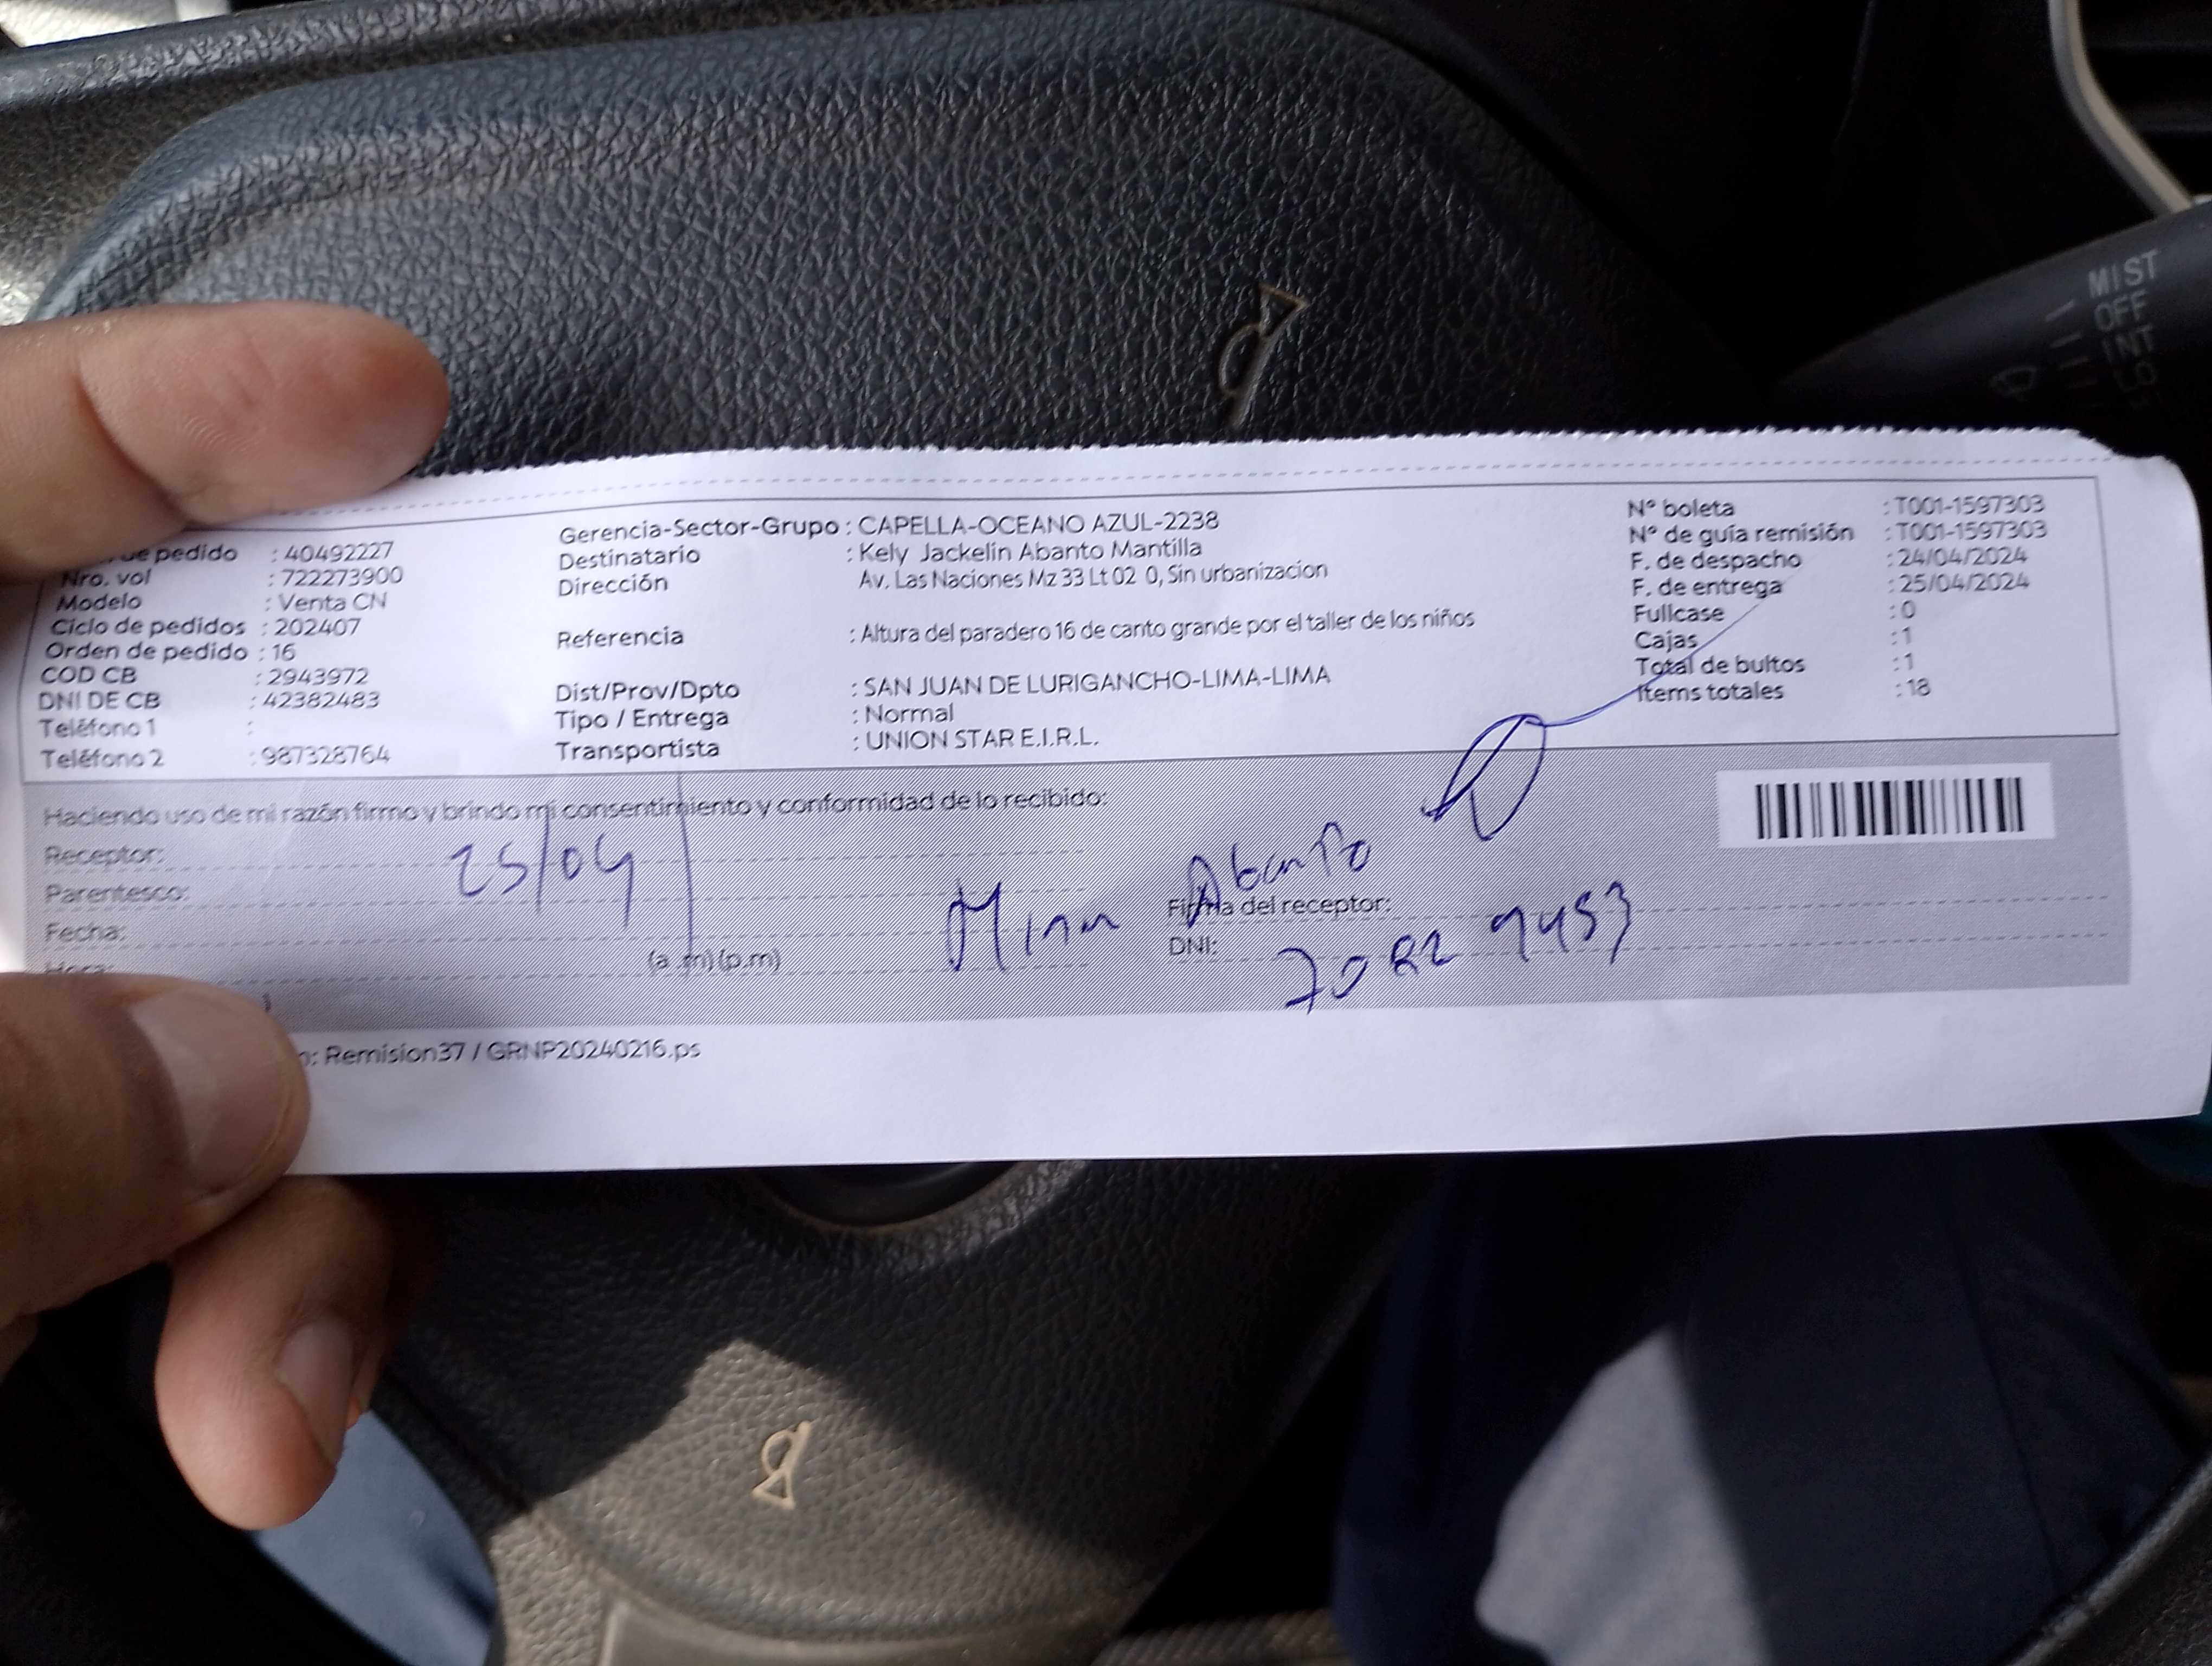 MIST
OFF
INT
LO
de pedido : 40492227
Nro. vol : 722273900
Modelo : Venta CN
Ciclo de pedidos : 202407
Orden de pedido : 16
COD CB : 2943972
DNI DE CB : 42382483
Teléfono 1 :
Teléfono 2 : 987328764
Gerencia-Sector-Grupo : CAPELLA-OCEANO AZUL-2238
Destinatario : Kely Jackelin Abanto Mantilla
Dirección Av. Las Naciones Mz 33 Lt 02 0, Sin urbanizacion
Referencia : Altura del paradero 16 de canto grande por el taller de los niños
Dist/Prov/Dpto : SAN JUAN DE LURIGANCHO-LIMA-LIMA
Tipo / Entrega : Normal
Transportista : UNION STAR E.I.R.L.
N° boleta : T001-1597303
N° de guía remisión : T001-1597303
F. de despacho : 24/04/2024
F. de entrega : 25/04/2024
Fullcase : 0
Cajas : 1
Total de bultos : 1
Items totales : 18
Haciendo uso de mi razón firmo y brindo mi consentimiento y conformidad de lo recibido:
Receptor:
25/04
Parentesco:
Fecha:
Hora: (a.m)(p.m)
Abanto
Firma del receptor:
DNI: 7082 9453
: Remision37 / GRNP20240216.ps